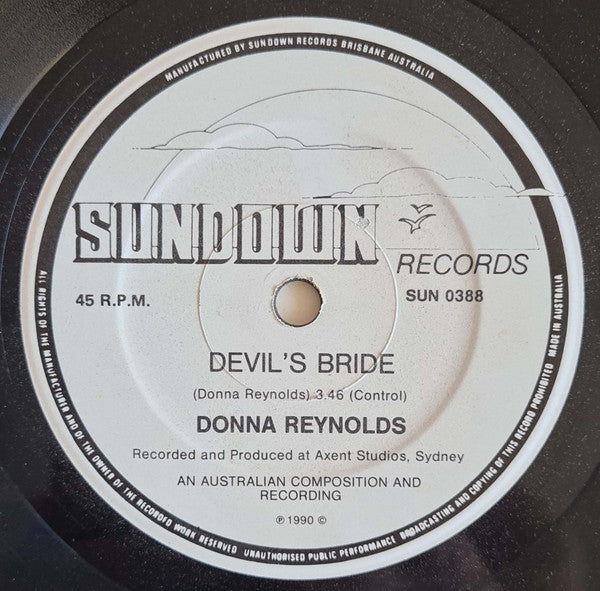 MANUFACTURED BY SUNDOWN RECORDS BRISBANE AUSTRALIA
SUNDOWN
RECORDS
45 R.P.M.
SUN 0388
DEVIL'S BRIDE
(Donna Reynolds) 3.46 (Control)
DONNA REYNOLDS
Recorded and Produced at Axent Studios, Sydney
AN AUSTRALIAN COMPOSITION AND
RECORDING
℗ 1990 ©
ALL RIGHTS OF THE MANUFACTURER AND OF THE OWNER OF THE RECORDED WORK RESERVED UNAUTHORISED PUBLIC PERFORMANCE BROADCASTING AND COPYING OF THIS RECORD PROHIBITED MADE IN AUSTRALIA